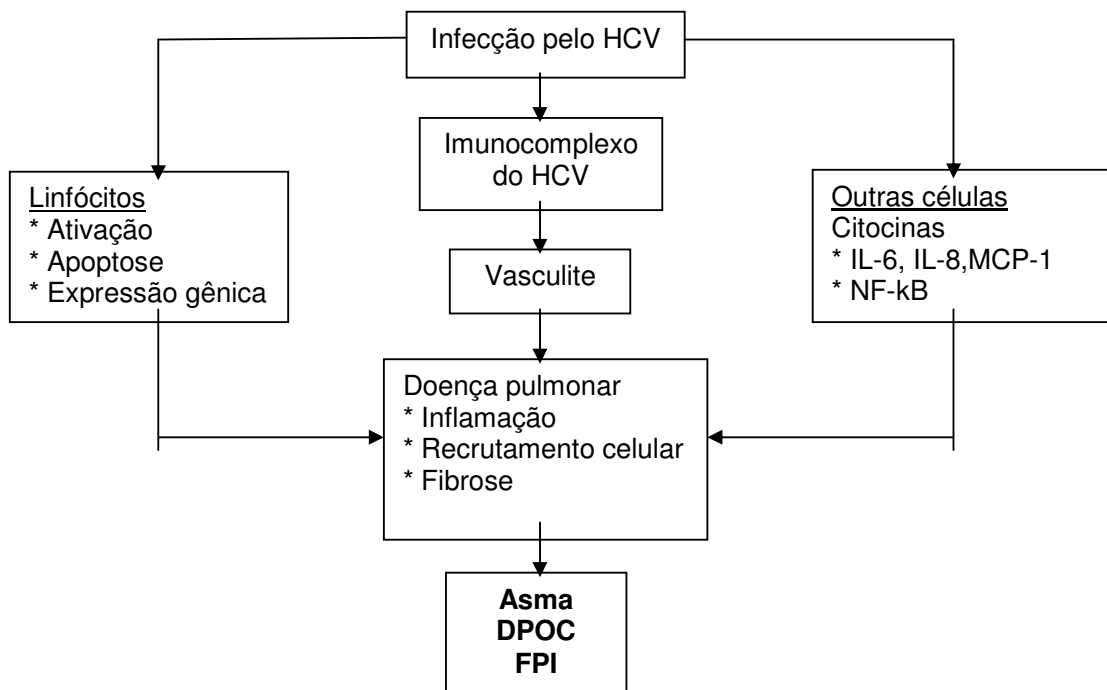 Infecção pelo HCV
Imunocomplexo
do HCV
Linfócitos
* Ativação
* Apoptose
* Expressão gênica
Outras células
Citocinas
* IL-6, IL-8,MCP-1
* NF-kB
Vasculite
Doença pulmonar
* Inflamação
* Recrutamento celular
* Fibrose
Asma
DPOC
FPI